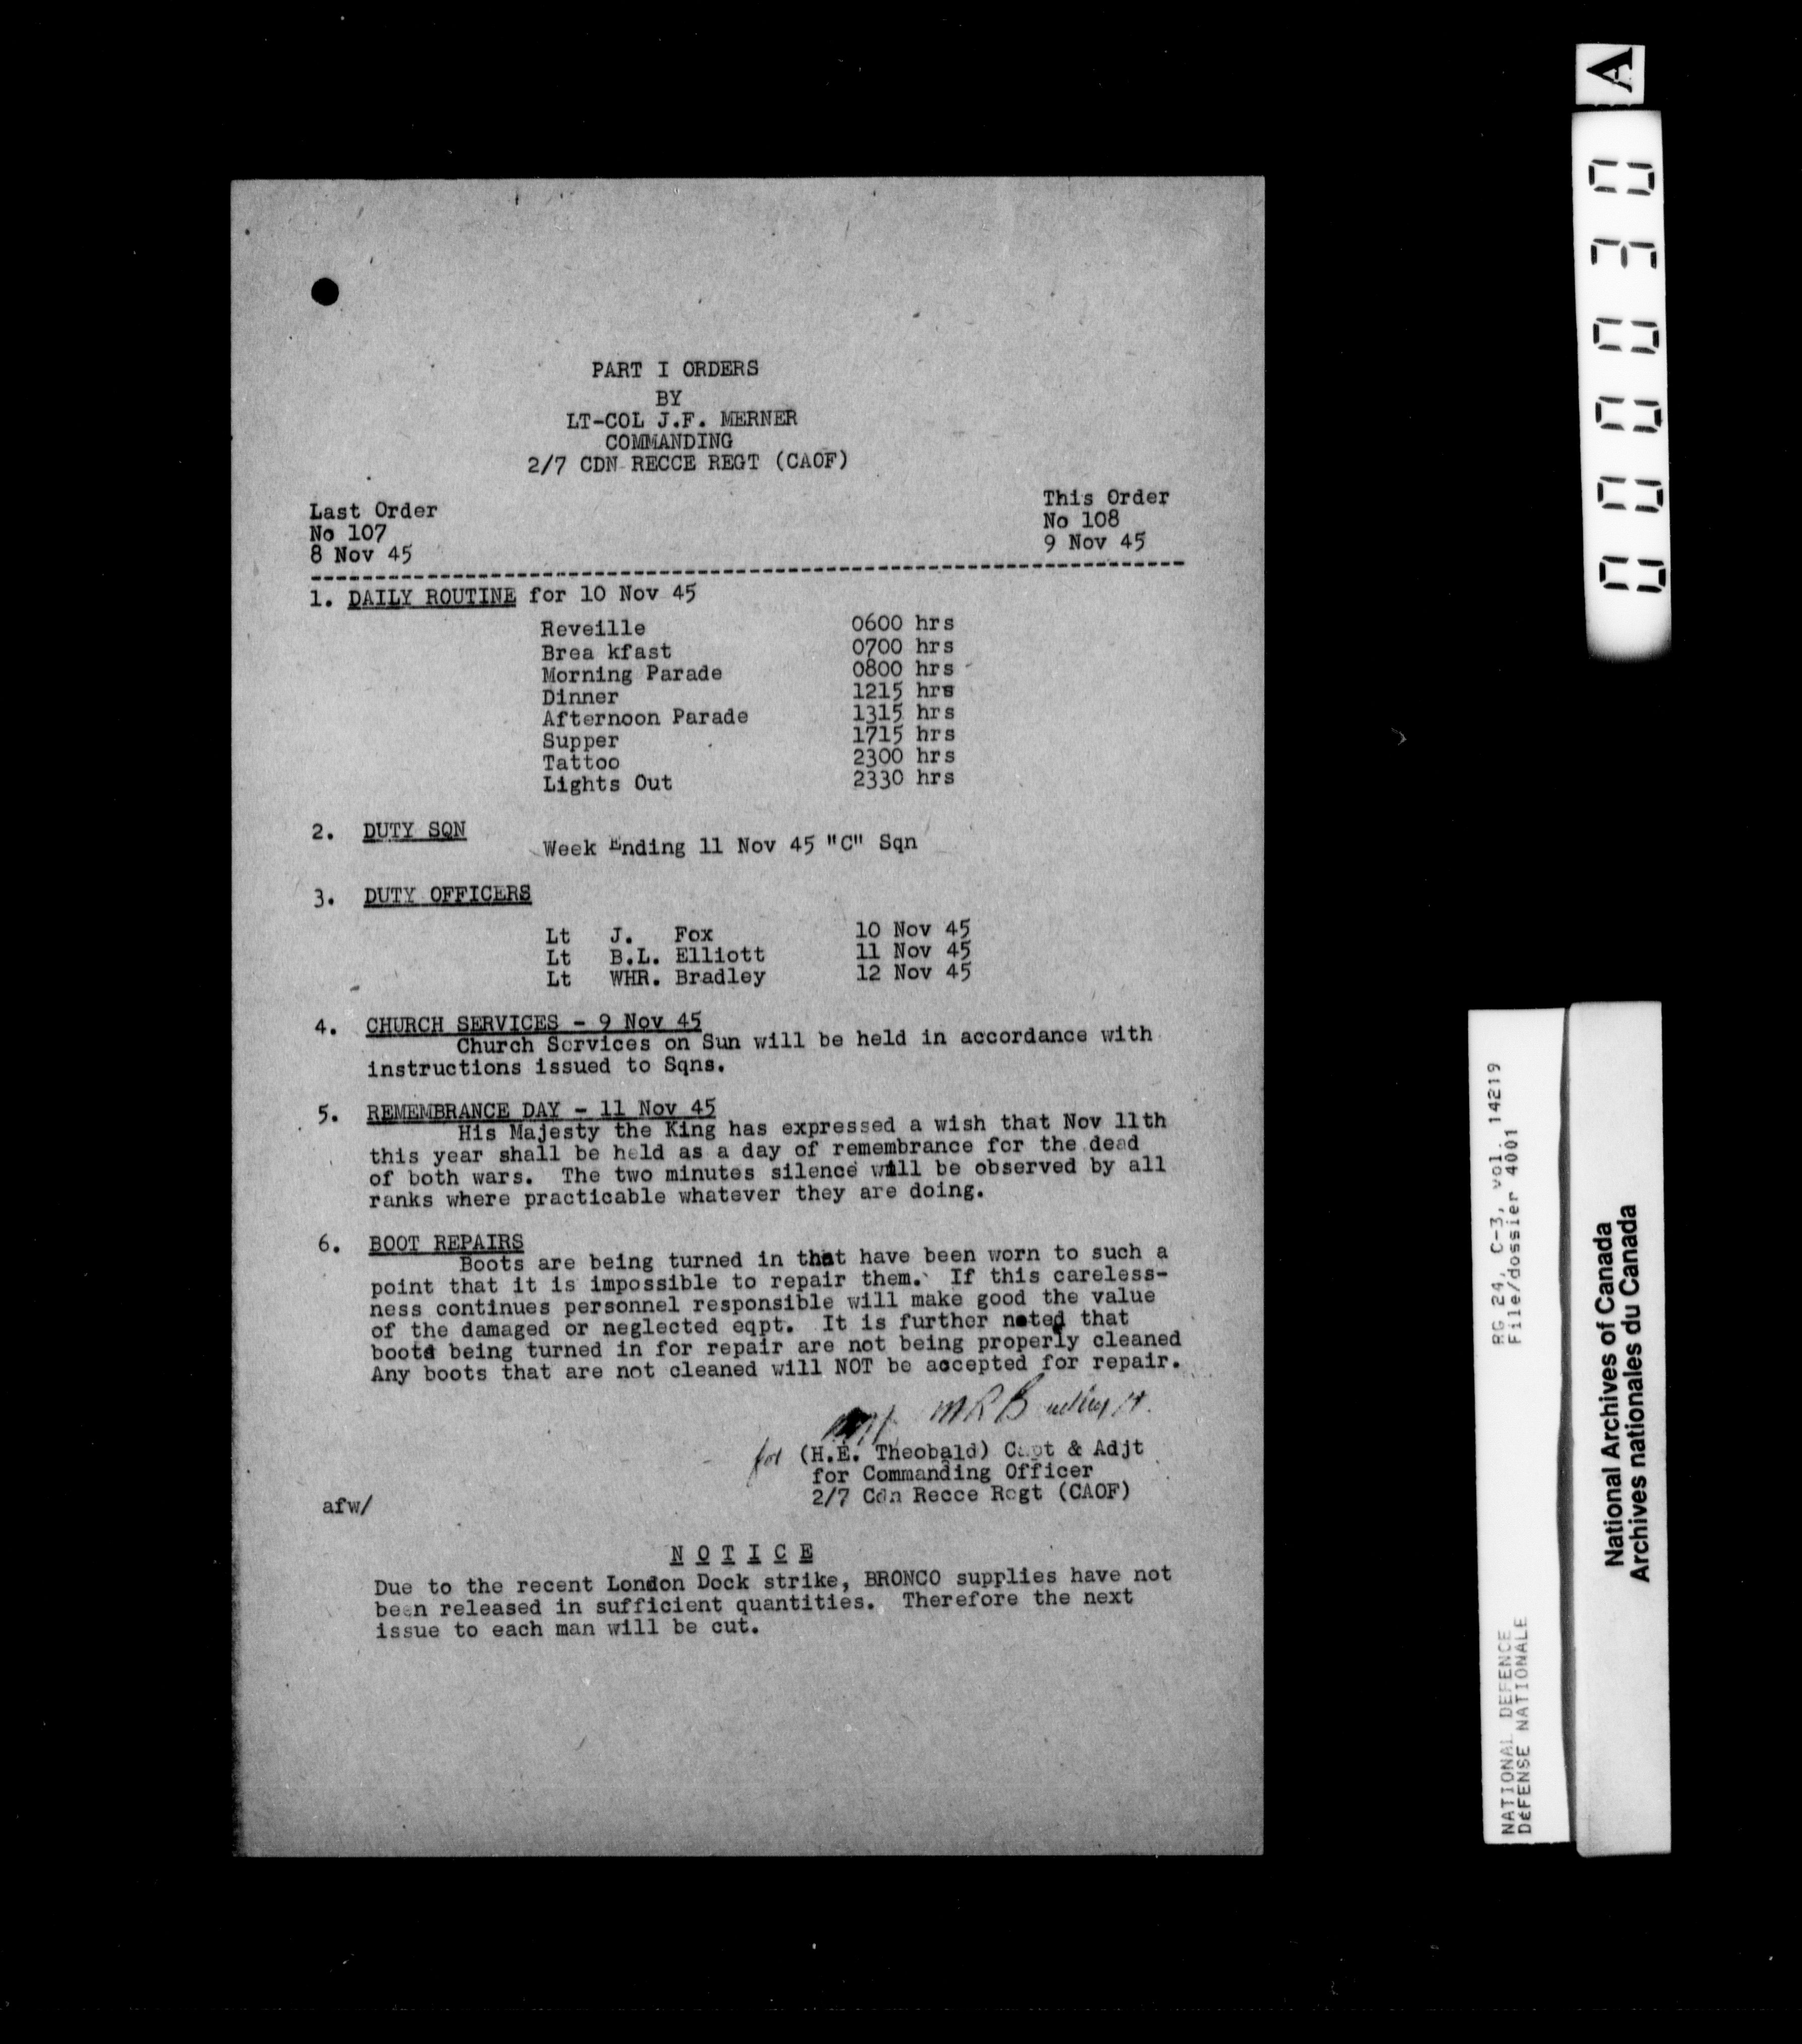 PART I ORDERS
BY
LT-COL J.F. MERNER
COMMANDING
2/7 CDN RECCE REGT (CAOF)
Last Order
No 107
8 Nov 45
This Order
No 108
9 Nov 45
1. DAILY ROUTINE for 10 Nov 45
Reveille 0600 hrs
Brea kfast 0700 hrs
Morning Parade 0800 hrs
Dinner 1215 hrs
Afternoon Parade 1315 hrs
Supper 1715 hrs
Tattoo 2300 hrs
Lights Out 2330 hrs
2. DUTY SQN
Week Ending 11 Nov 45 "C" Sqn
3. DUTY OFFICERS
Lt J. Fox 10 Nov 45
Lt B.L. Elliott 11 Nov 45
Lt WHR. Bradley 12 Nov 45
4. CHURCH SERVICES - 9 Nov 45
Church Services on Sun will be held in accordance with
instructions issued to Sqns.
5. REMEMBRANCE DAY - 11 Nov 45
His Majesty the King has expressed a wish that Nov 11th
this year shall be held as a day of remembrance for the dead
of both wars. The two minutes silence will be observed by all
ranks where practicable whatever they are doing.
6. BOOT REPAIRS
Boots are being turned in that have been worn to such a
point that it is impossible to repair them. If this careless-
ness continues personnel responsible will make good the value
of the damaged or neglected eqpt. It is further noted that
boots being turned in for repair are not being properly cleaned
Any boots that are not cleaned will NOT be accepted for repair.
for (H.E. Theobald) Capt & Adjt
for Commanding Officer
2/7 Cdn Recce Regt (CAOF)
afw/
NOTICE
Due to the recent London Dock strike, BRONCO supplies have not
been released in sufficient quantities. Therefore the next
issue to each man will be cut.
A
000030
RG 24, C-3, vol. 14219
File/dossier 4001
NATIONAL DEFENCE
DéFENSE NATIONALE
National Archives of Canada
Archives nationales du Canada